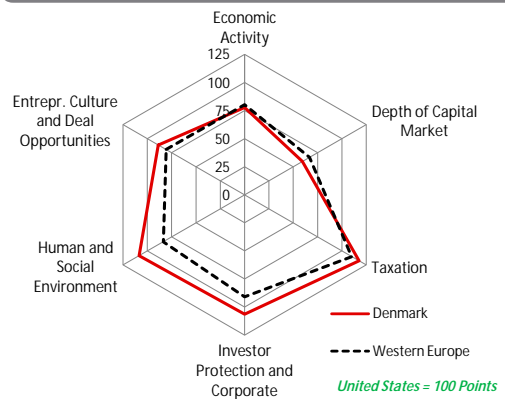 Economic
Activity
125
100
75
50
25
0
Depth of Capital
Market
Taxation
Investor
Protection and
Corporate
Human and
Social
Environment
Entrepr. Culture
and Deal
Opportunities
Denmark
Western Europe
United States = 100 Points